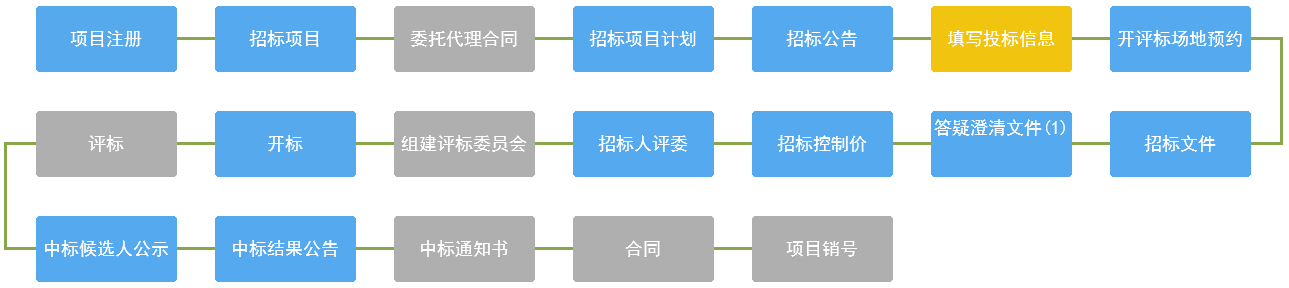 项目注册
招标项目
委托代理合同
招标项目计划
招标公告
填写投标信息
开评标场地预约
评标
开标
组建评标委员会
招标人评委
招标控制价
答疑澄清文件(1)
招标文件
中标候选人公示
中标结果公告
中标通知书
合同
项目销号